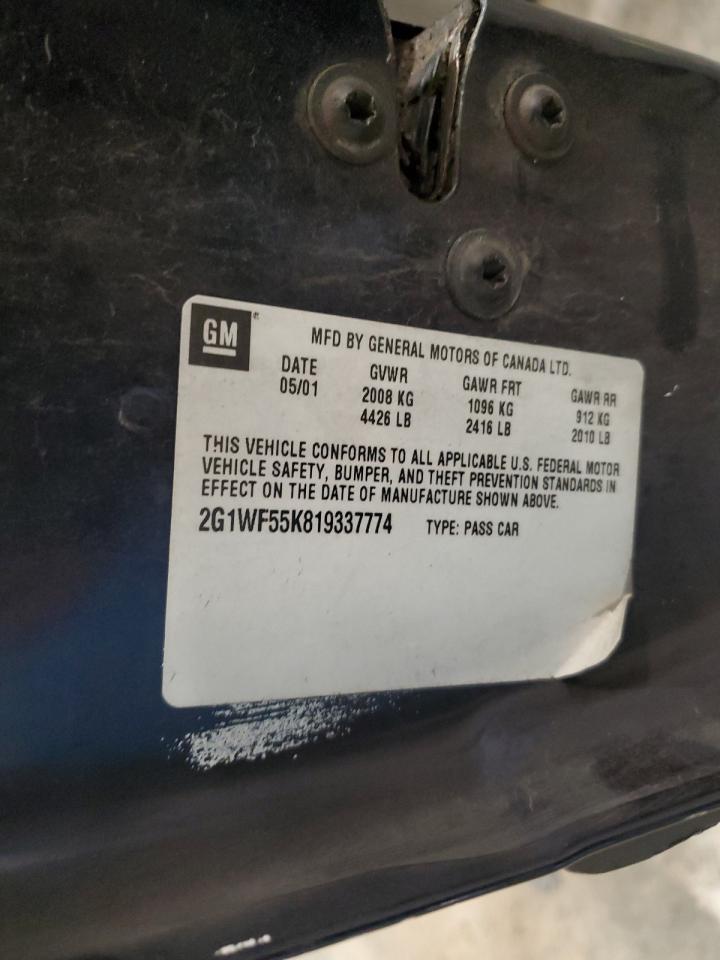 GM®
MFD BY GENERAL MOTORS OF CANADA LTD.
DATE GVWR GAWR FRT GAWR RR
05/01 2008 KG 1096 KG 912 KG
4426 LB 2416 LB 2010 LB
THIS VEHICLE CONFORMS TO ALL APPLICABLE U.S. FEDERAL MOTOR
VEHICLE SAFETY, BUMPER, AND THEFT PREVENTION STANDARDS IN
EFFECT ON THE DATE OF MANUFACTURE SHOWN ABOVE.
2G1WF55K819337774 TYPE: PASS CAR